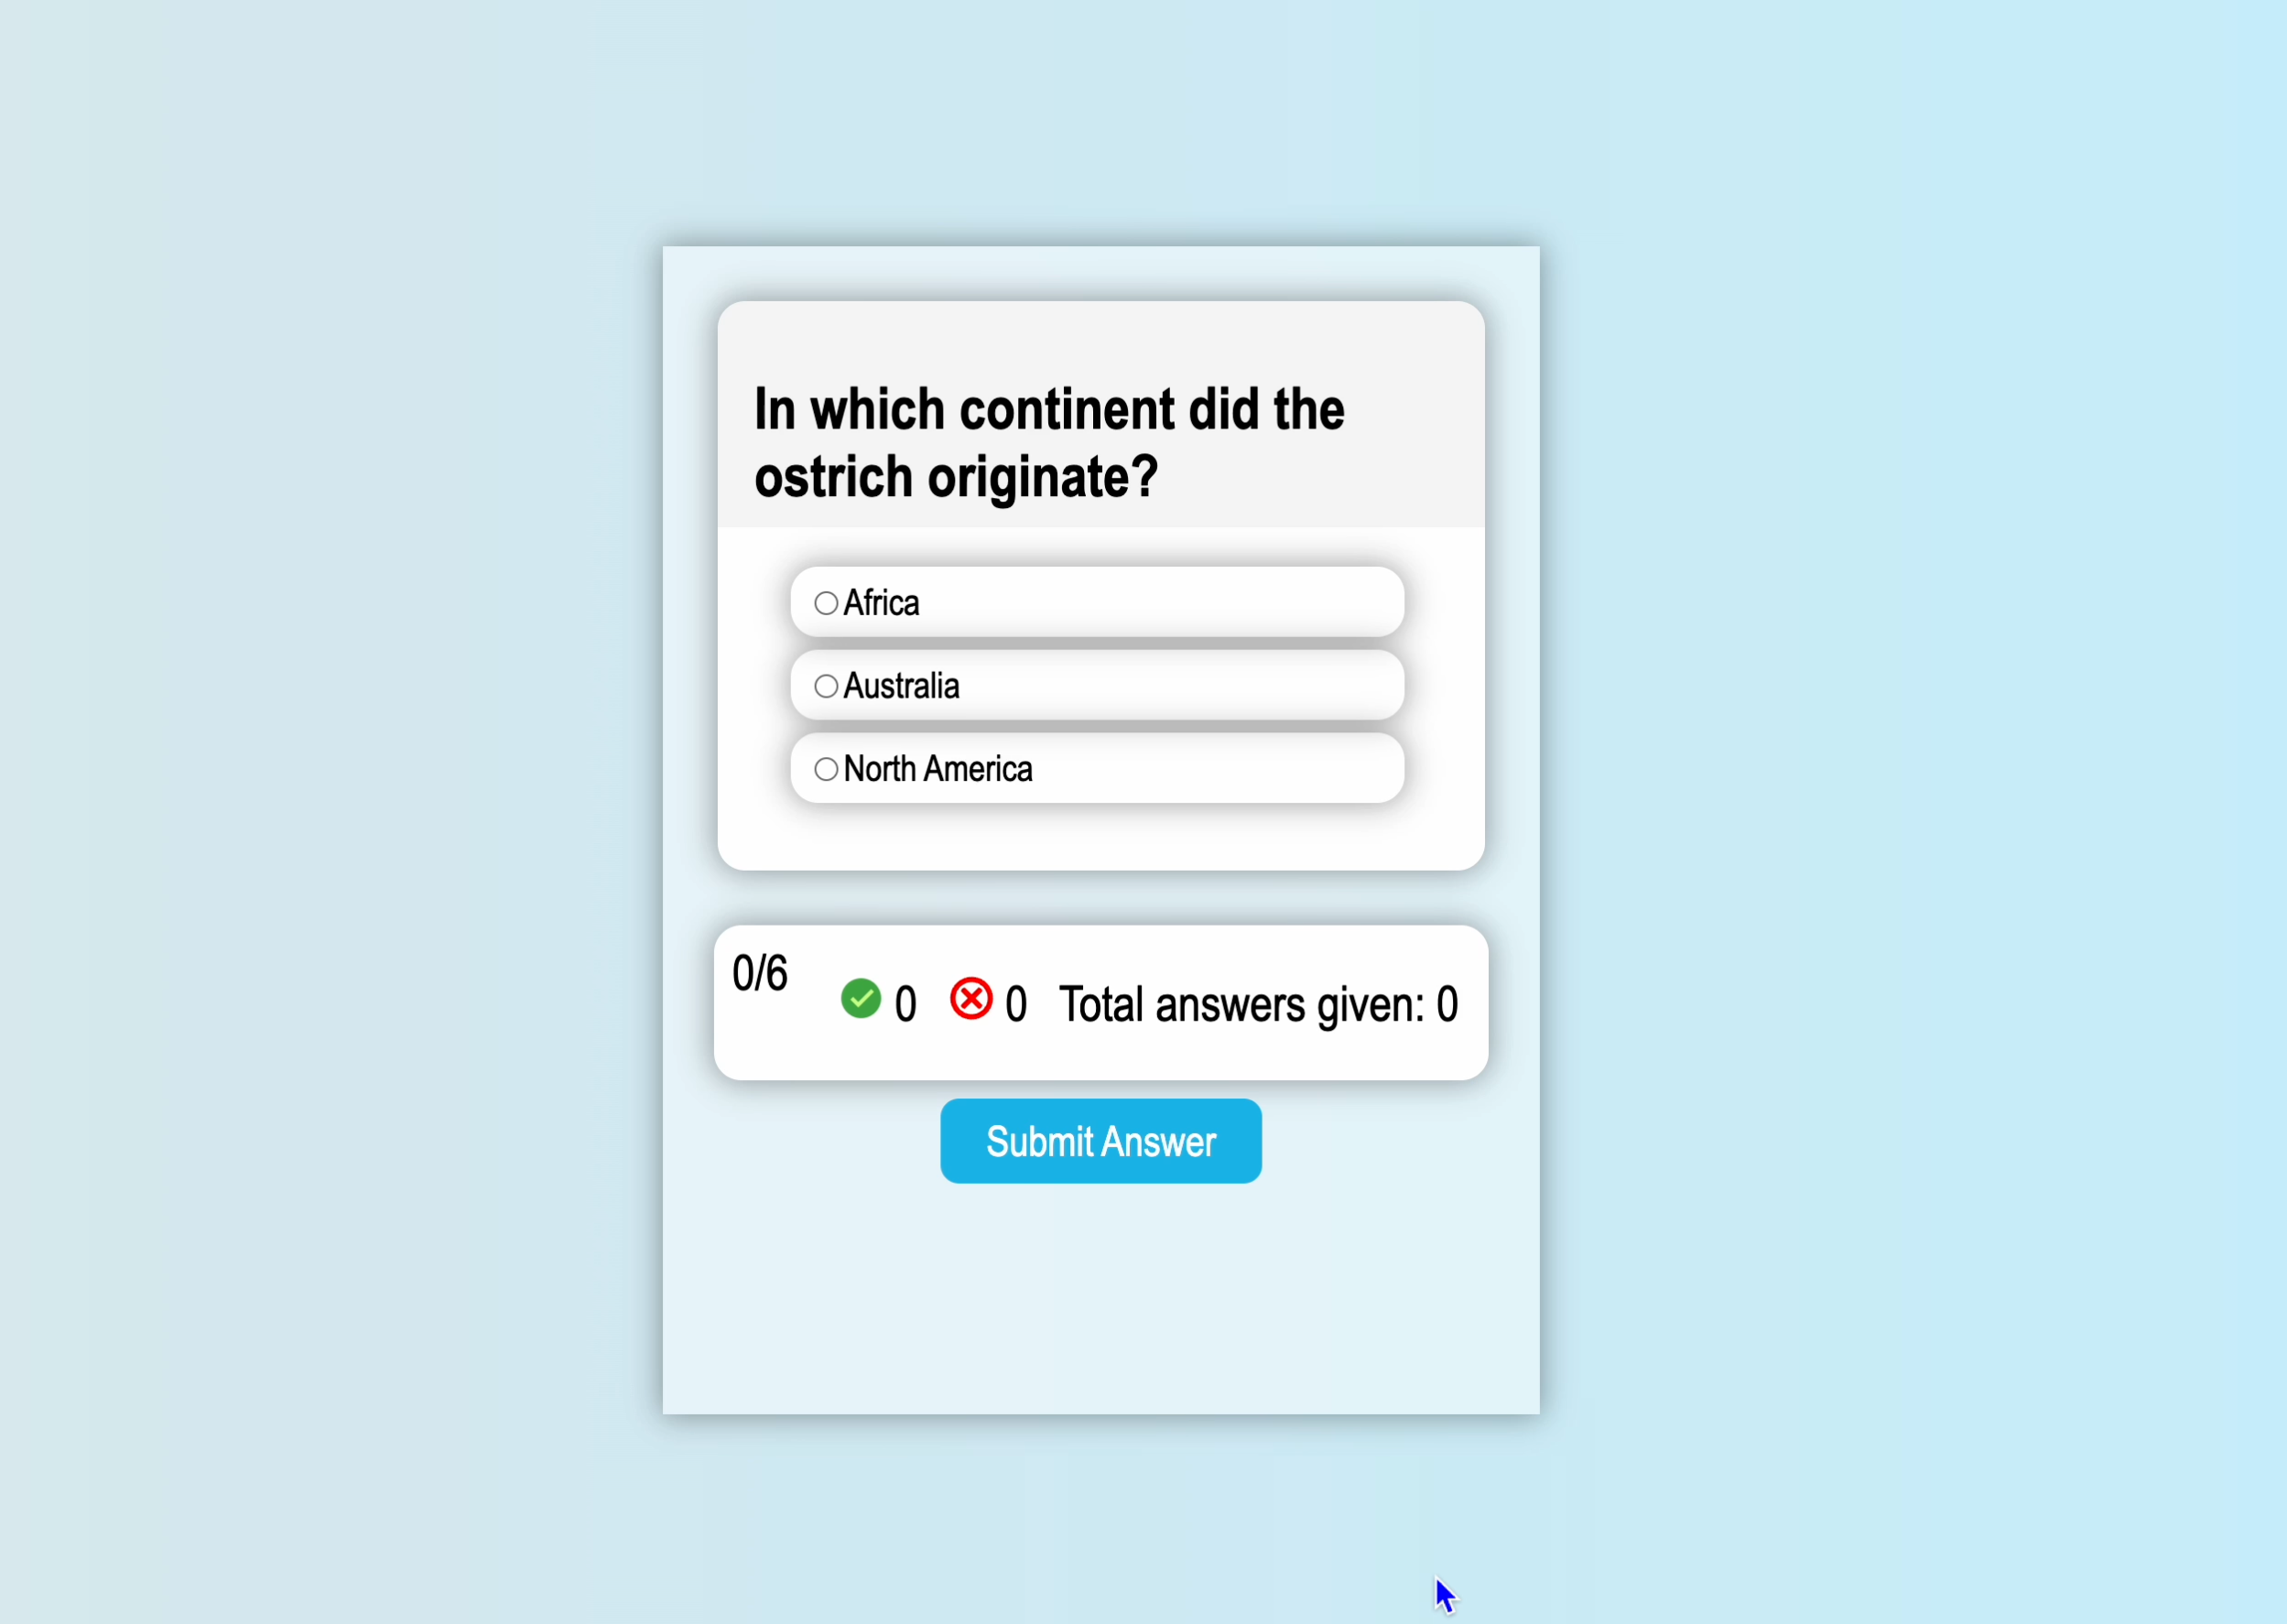 In which continent did the
ostrich originate?
Africa
Australia
North America
0/6
0 0 Total answers given: 0
Submit Answer